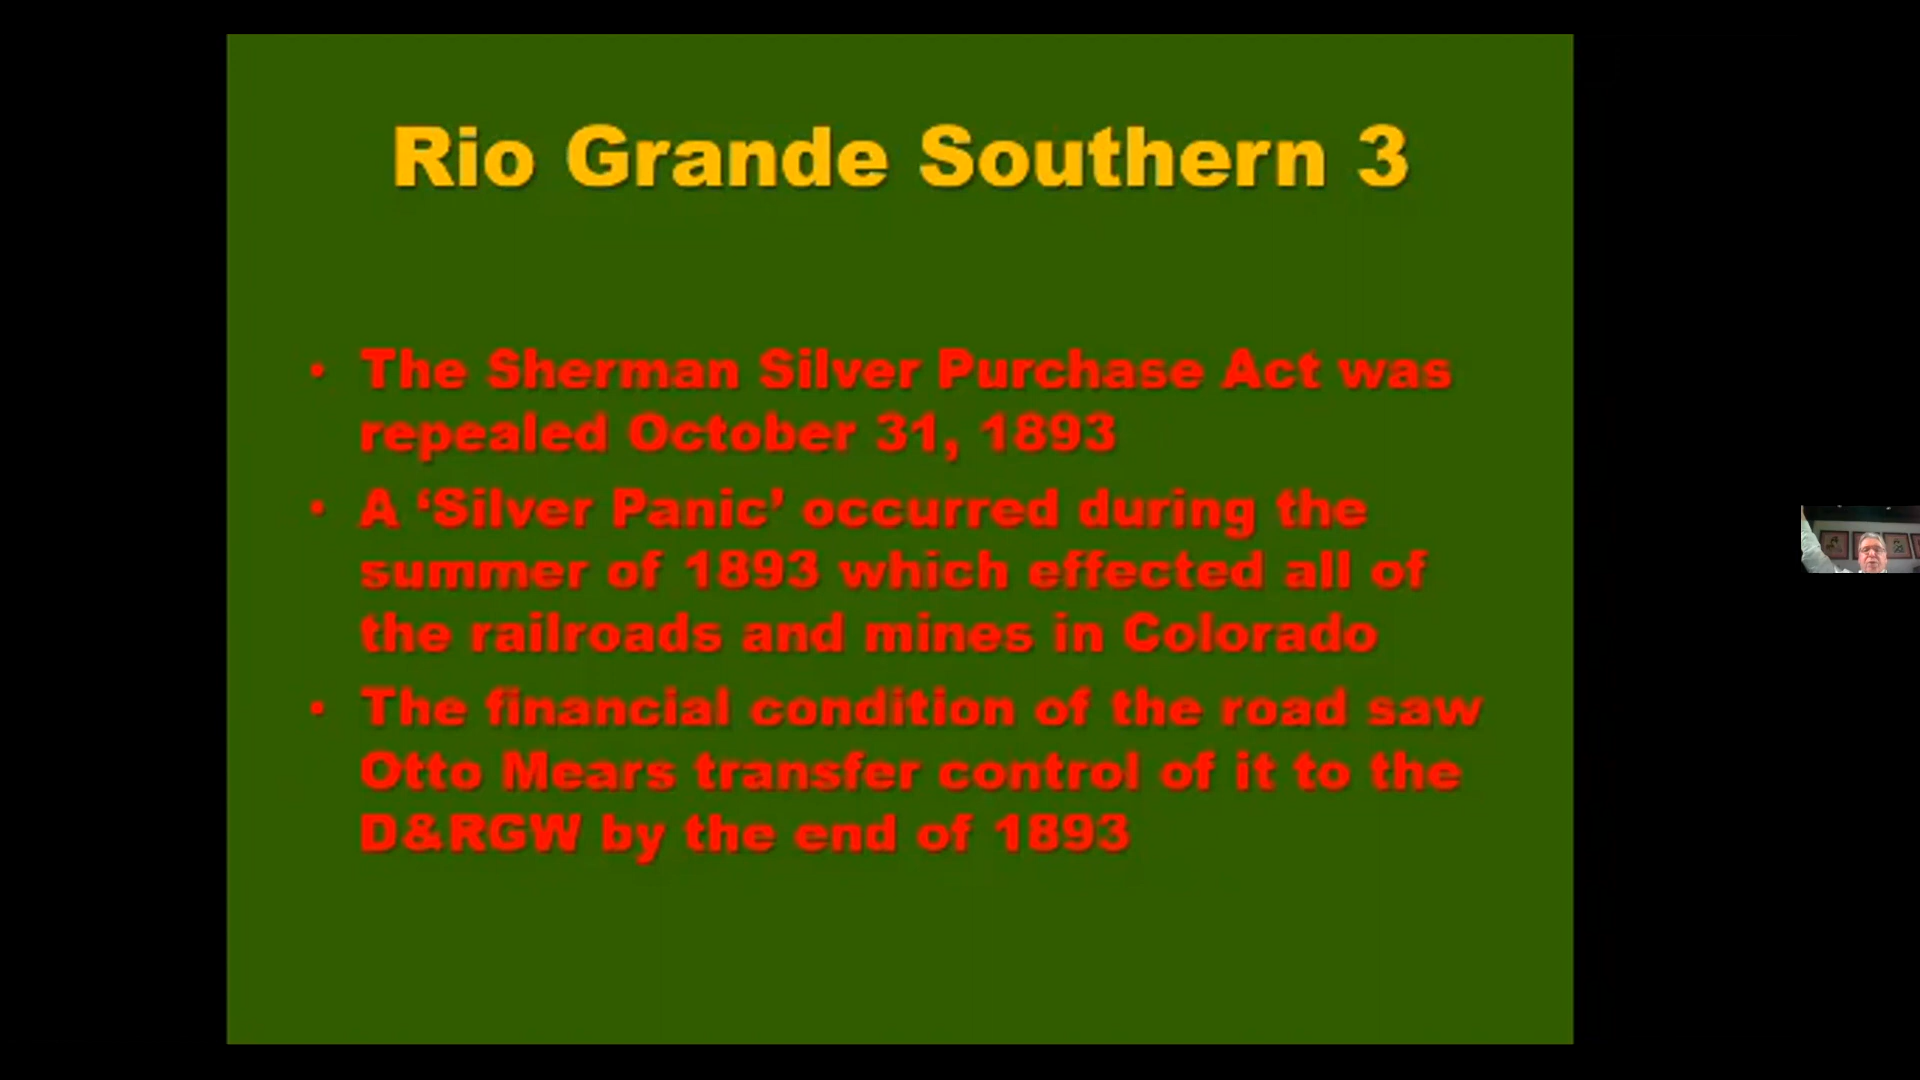 Rio Grande Southern 3
• The Sherman Silver Purchase Act was
repealed October 31, 1893
• A ‘Silver Panic’ occurred during the
summer of 1893 which effected all of
the railroads and mines in Colorado
• The financial condition of the road saw
Otto Mears transfer control of it to the
D&RGW by the end of 1893